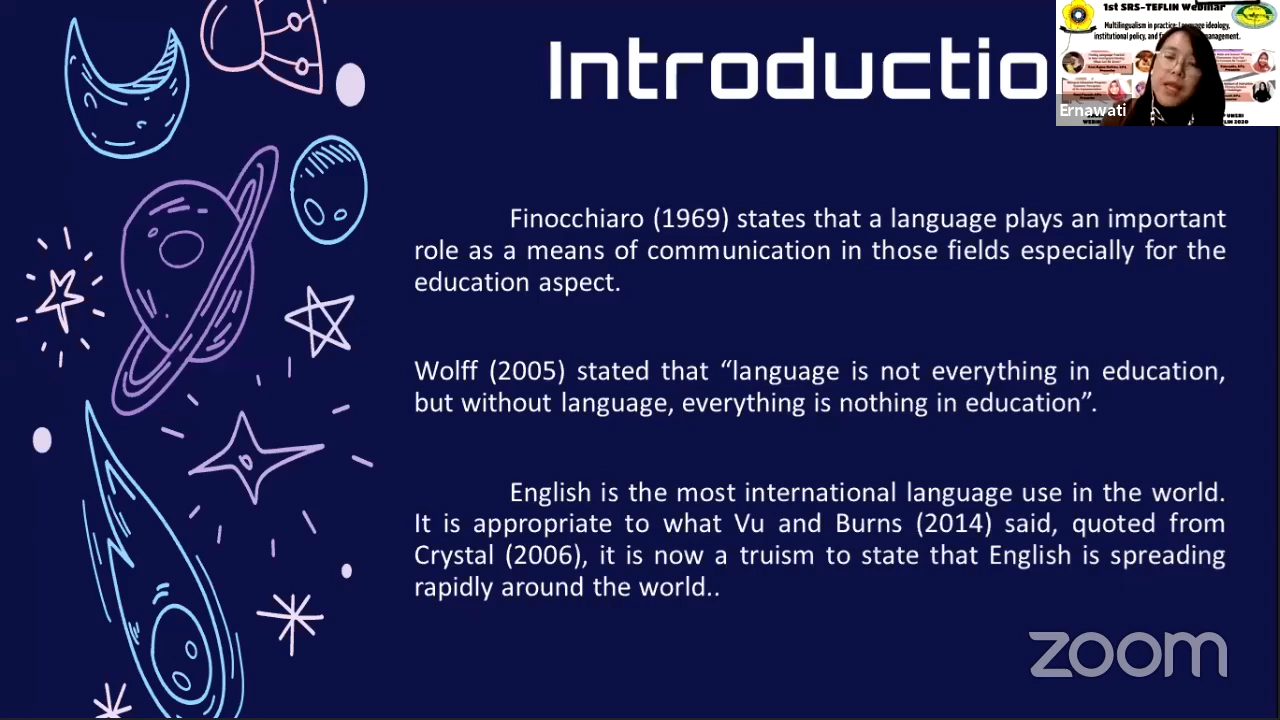 1st SRS-TEFLIN Webinar
Multilingualism in practice: Language ideology,
institutional policy, and management.
Ernawati
Introductio
Finocchiaro (1969) states that a language plays an important
role as a means of communication in those fields especially for the
education aspect.
Wolff (2005) stated that “language is not everything in education,
but without language, everything is nothing in education”.
English is the most international language use in the world.
It is appropriate to what Vu and Burns (2014) said, quoted from
Crystal (2006), it is now a truism to state that English is spreading
rapidly around the world..
zoom